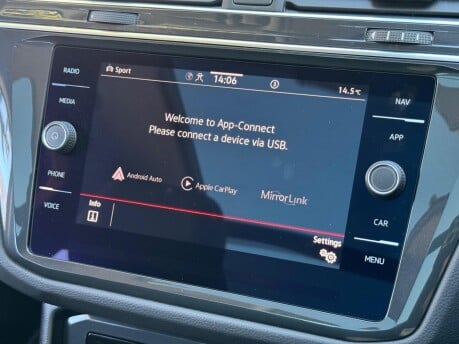 Sport
14:06
3
14.5°C
RADIO
MEDIA
PHONE
VOICE
Welcome to App-Connect
Please connect a device via USB.
Android Auto
Apple CarPlay
MirrorLink
Info
Settings
NAV
APP
CAR
MENU